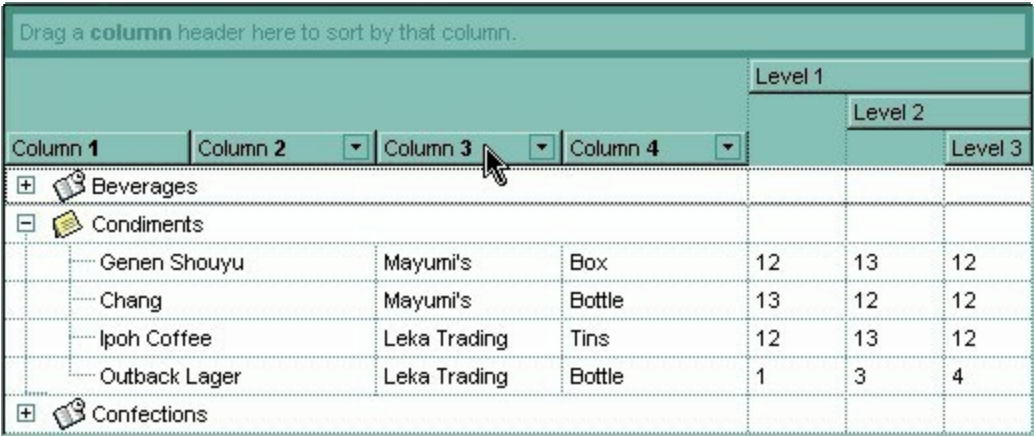 Drag a column header here to sort by that column.
Level 1
Level 2
Column 1 Column 2 Column 3 Column 4 Level 3
Beverages
Condiments
Genen Shouyu Mayumi's Box 12 13 12
Chang Mayumi's Bottle 13 12 12
Ipoh Coffee Leka Trading Tins 12 13 12
Outback Lager Leka Trading Bottle 1 3 4
Confections